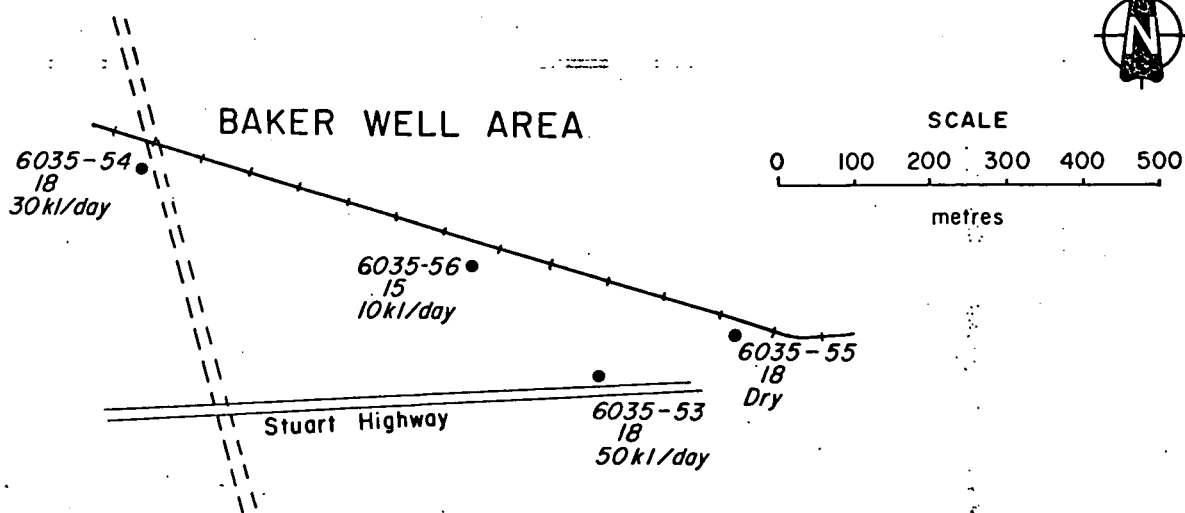 N
BAKER WELL AREA
SCALE
0 100 200 300 400 500
metres
6035-54
18
30kl/day
6035-56
15
10kl/day
6035-55
18
Dry
6035-53
18
50kl/day
Stuart Highway